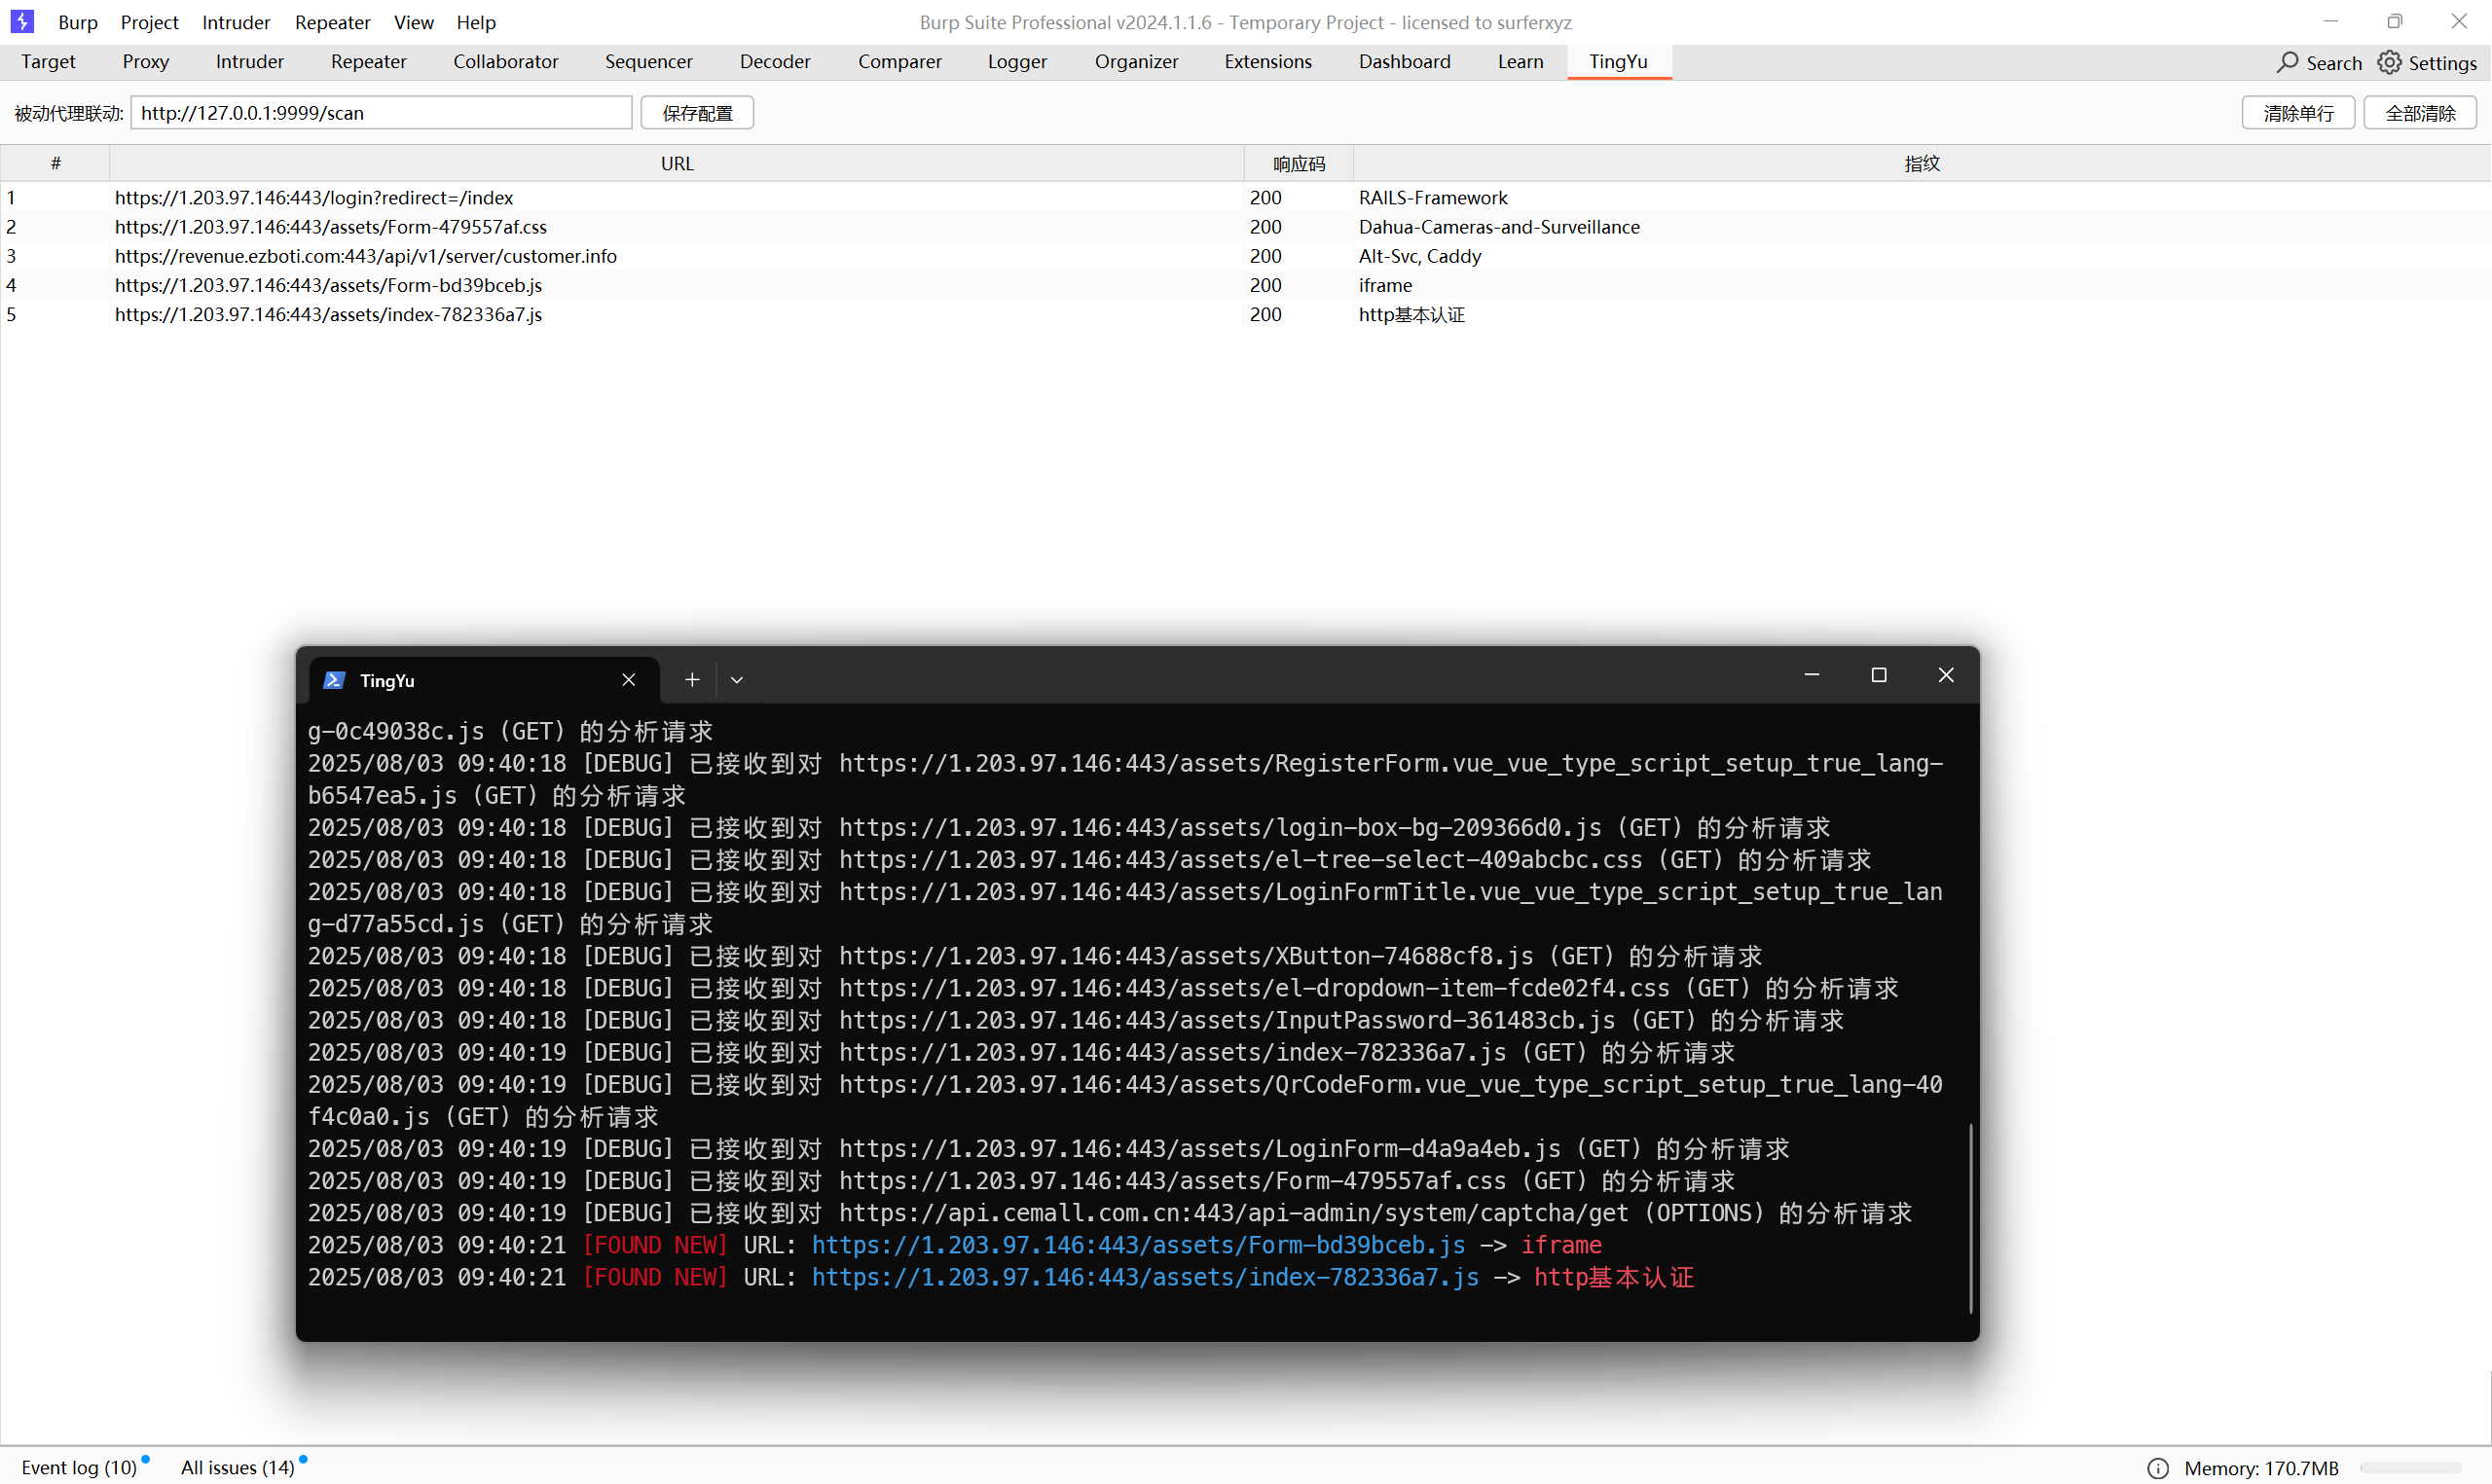 Burp Project Intruder Repeater View Help Burp Suite Professional v2024.1.1.6 - Temporary Project - licensed to surferxyz
Target Proxy Intruder Repeater Collaborator Sequencer Decoder Comparer Logger Organizer Extensions Dashboard Learn TingYu Search Settings
被动代理联动: http://127.0.0.1:9999/scan 保存配置 清除单行 全部清除
# URL 响应码 指纹
1 https://1.203.97.146:443/login?redirect=/index 200 RAILS-Framework
2 https://1.203.97.146:443/assets/Form-479557af.css 200 Dahua-Cameras-and-Surveillance
3 https://revenue.ezboti.com:443/api/v1/server/customer.info 200 Alt-Svc, Caddy
4 https://1.203.97.146:443/assets/Form-bd39bceb.js 200 iframe
5 https://1.203.97.146:443/assets/index-782336a7.js 200 http基本认证
TingYu
g-0c49038c.js (GET) 的分析请求
2025/08/03 09:40:18 [DEBUG] 已接收到对 https://1.203.97.146:443/assets/RegisterForm.vue_vue_type_script_setup_true_lang-
b6547ea5.js (GET) 的分析请求
2025/08/03 09:40:18 [DEBUG] 已接收到对 https://1.203.97.146:443/assets/login-box-bg-209366d0.js (GET) 的分析请求
2025/08/03 09:40:18 [DEBUG] 已接收到对 https://1.203.97.146:443/assets/el-tree-select-409abcbc.css (GET) 的分析请求
2025/08/03 09:40:18 [DEBUG] 已接收到对 https://1.203.97.146:443/assets/LoginFormTitle.vue_vue_type_script_setup_true_lan
g-d77a55cd.js (GET) 的分析请求
2025/08/03 09:40:18 [DEBUG] 已接收到对 https://1.203.97.146:443/assets/XButton-74688cf8.js (GET) 的分析请求
2025/08/03 09:40:18 [DEBUG] 已接收到对 https://1.203.97.146:443/assets/el-dropdown-item-fcde02f4.css (GET) 的分析请求
2025/08/03 09:40:18 [DEBUG] 已接收到对 https://1.203.97.146:443/assets/InputPassword-361483cb.js (GET) 的分析请求
2025/08/03 09:40:19 [DEBUG] 已接收到对 https://1.203.97.146:443/assets/index-782336a7.js (GET) 的分析请求
2025/08/03 09:40:19 [DEBUG] 已接收到对 https://1.203.97.146:443/assets/QrCodeForm.vue_vue_type_script_setup_true_lang-40
f4c0a0.js (GET) 的分析请求
2025/08/03 09:40:19 [DEBUG] 已接收到对 https://1.203.97.146:443/assets/LoginForm-d4a9a4eb.js (GET) 的分析请求
2025/08/03 09:40:19 [DEBUG] 已接收到对 https://1.203.97.146:443/assets/Form-479557af.css (GET) 的分析请求
2025/08/03 09:40:19 [DEBUG] 已接收到对 https://api.cemall.com.cn:443/api-admin/system/captcha/get (OPTIONS) 的分析请求
2025/08/03 09:40:21 [FOUND NEW] URL: https://1.203.97.146:443/assets/Form-bd39bceb.js -> iframe
2025/08/03 09:40:21 [FOUND NEW] URL: https://1.203.97.146:443/assets/index-782336a7.js -> http基本认证
Event log (10) All issues (14) Memory: 170.7MB